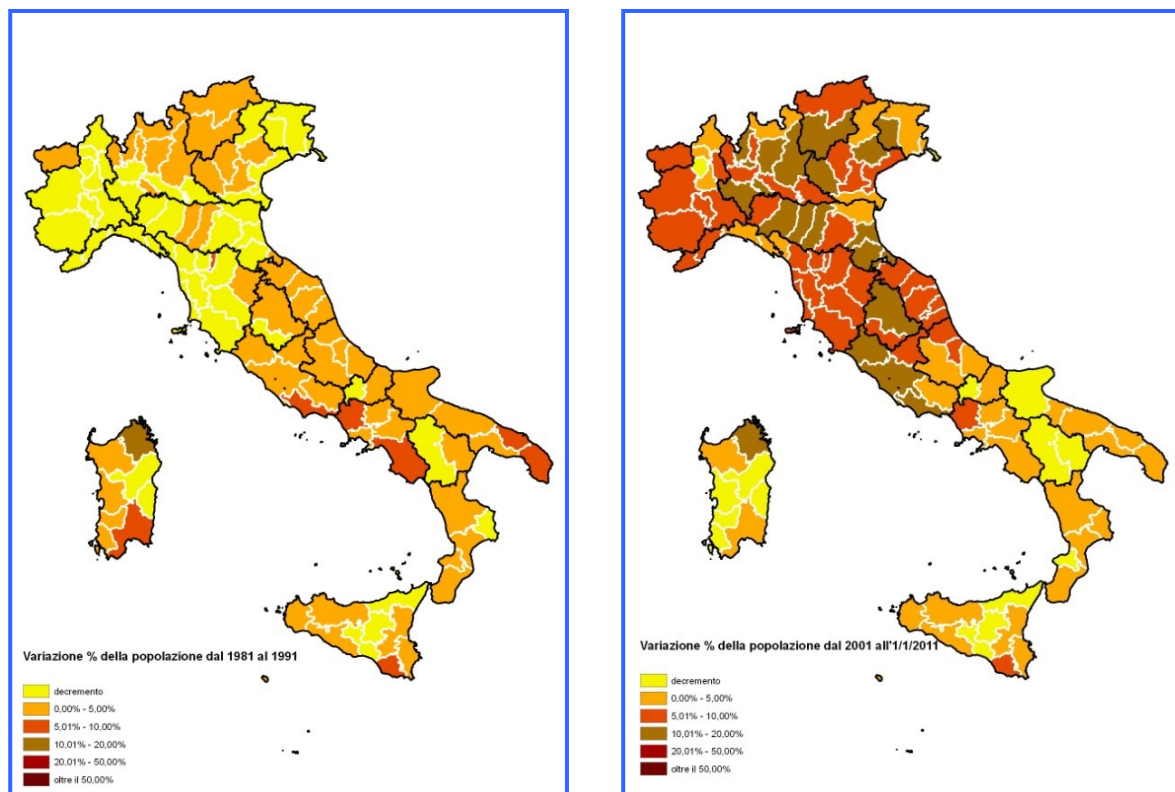 Variazione % della popolazione dal 1981 al 1991
decremento
0,00% - 5,00%
5,01% - 10,00%
10,01% - 20,00%
20,01% - 50,00%
oltre il 50,00%
Variazione % della popolazione dal 2001 all'1/1/2011
decremento
0,00% - 5,00%
5,01% - 10,00%
10,01% - 20,00%
20,01% - 50,00%
oltre il 50,00%